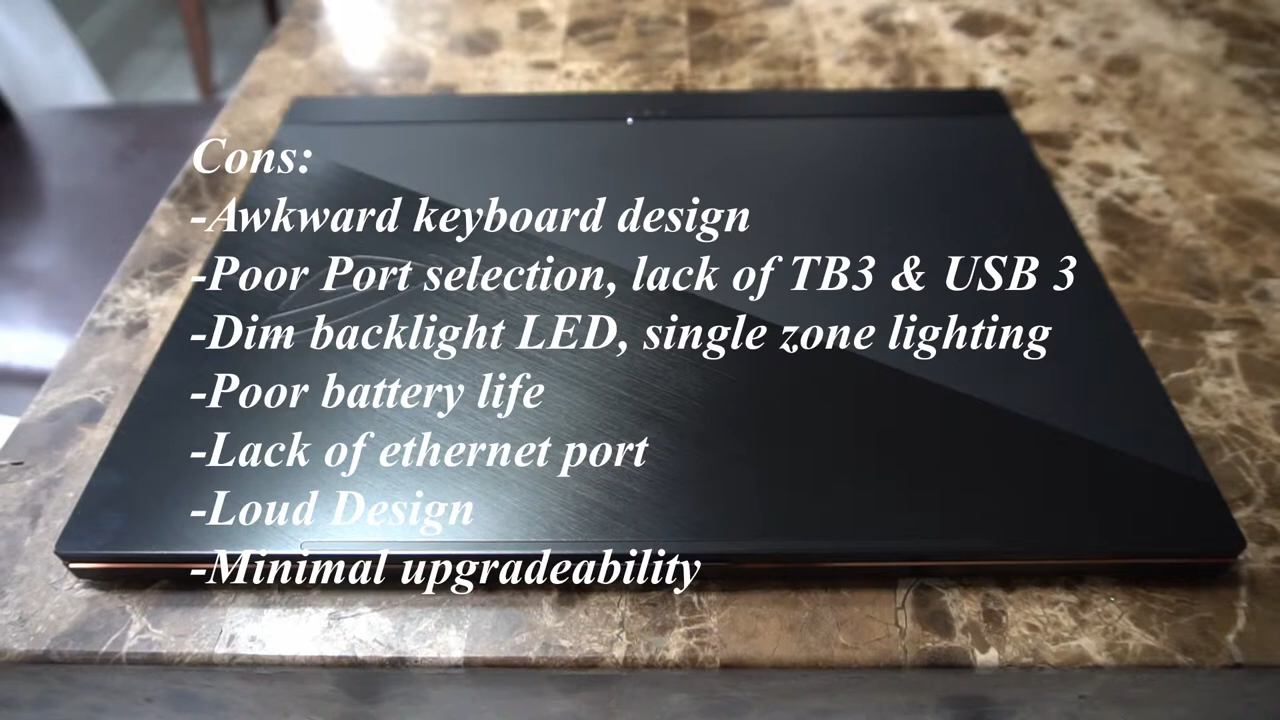 Cons:
-Awkward keyboard design
-Poor Port selection, lack of TB3 & USB 3
-Dim backlight LED, single zone lighting
-Poor battery life
-Lack of ethernet port
-Loud Design
-Minimal upgradeability